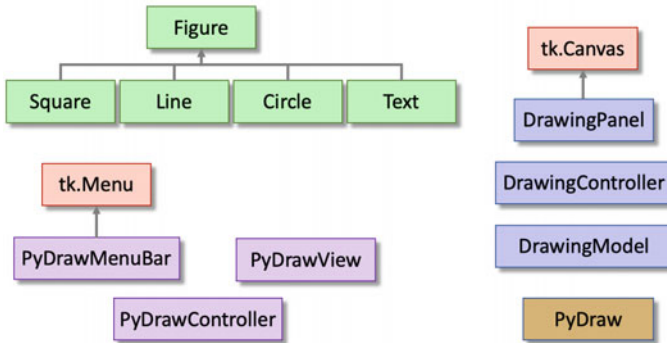 Figure
tk.Canvas
Square
Line
Circle
Text
DrawingPanel
tk.Menu
DrawingController
PyDrawMenuBar
PyDrawView
DrawingModel
PyDrawController
PyDraw